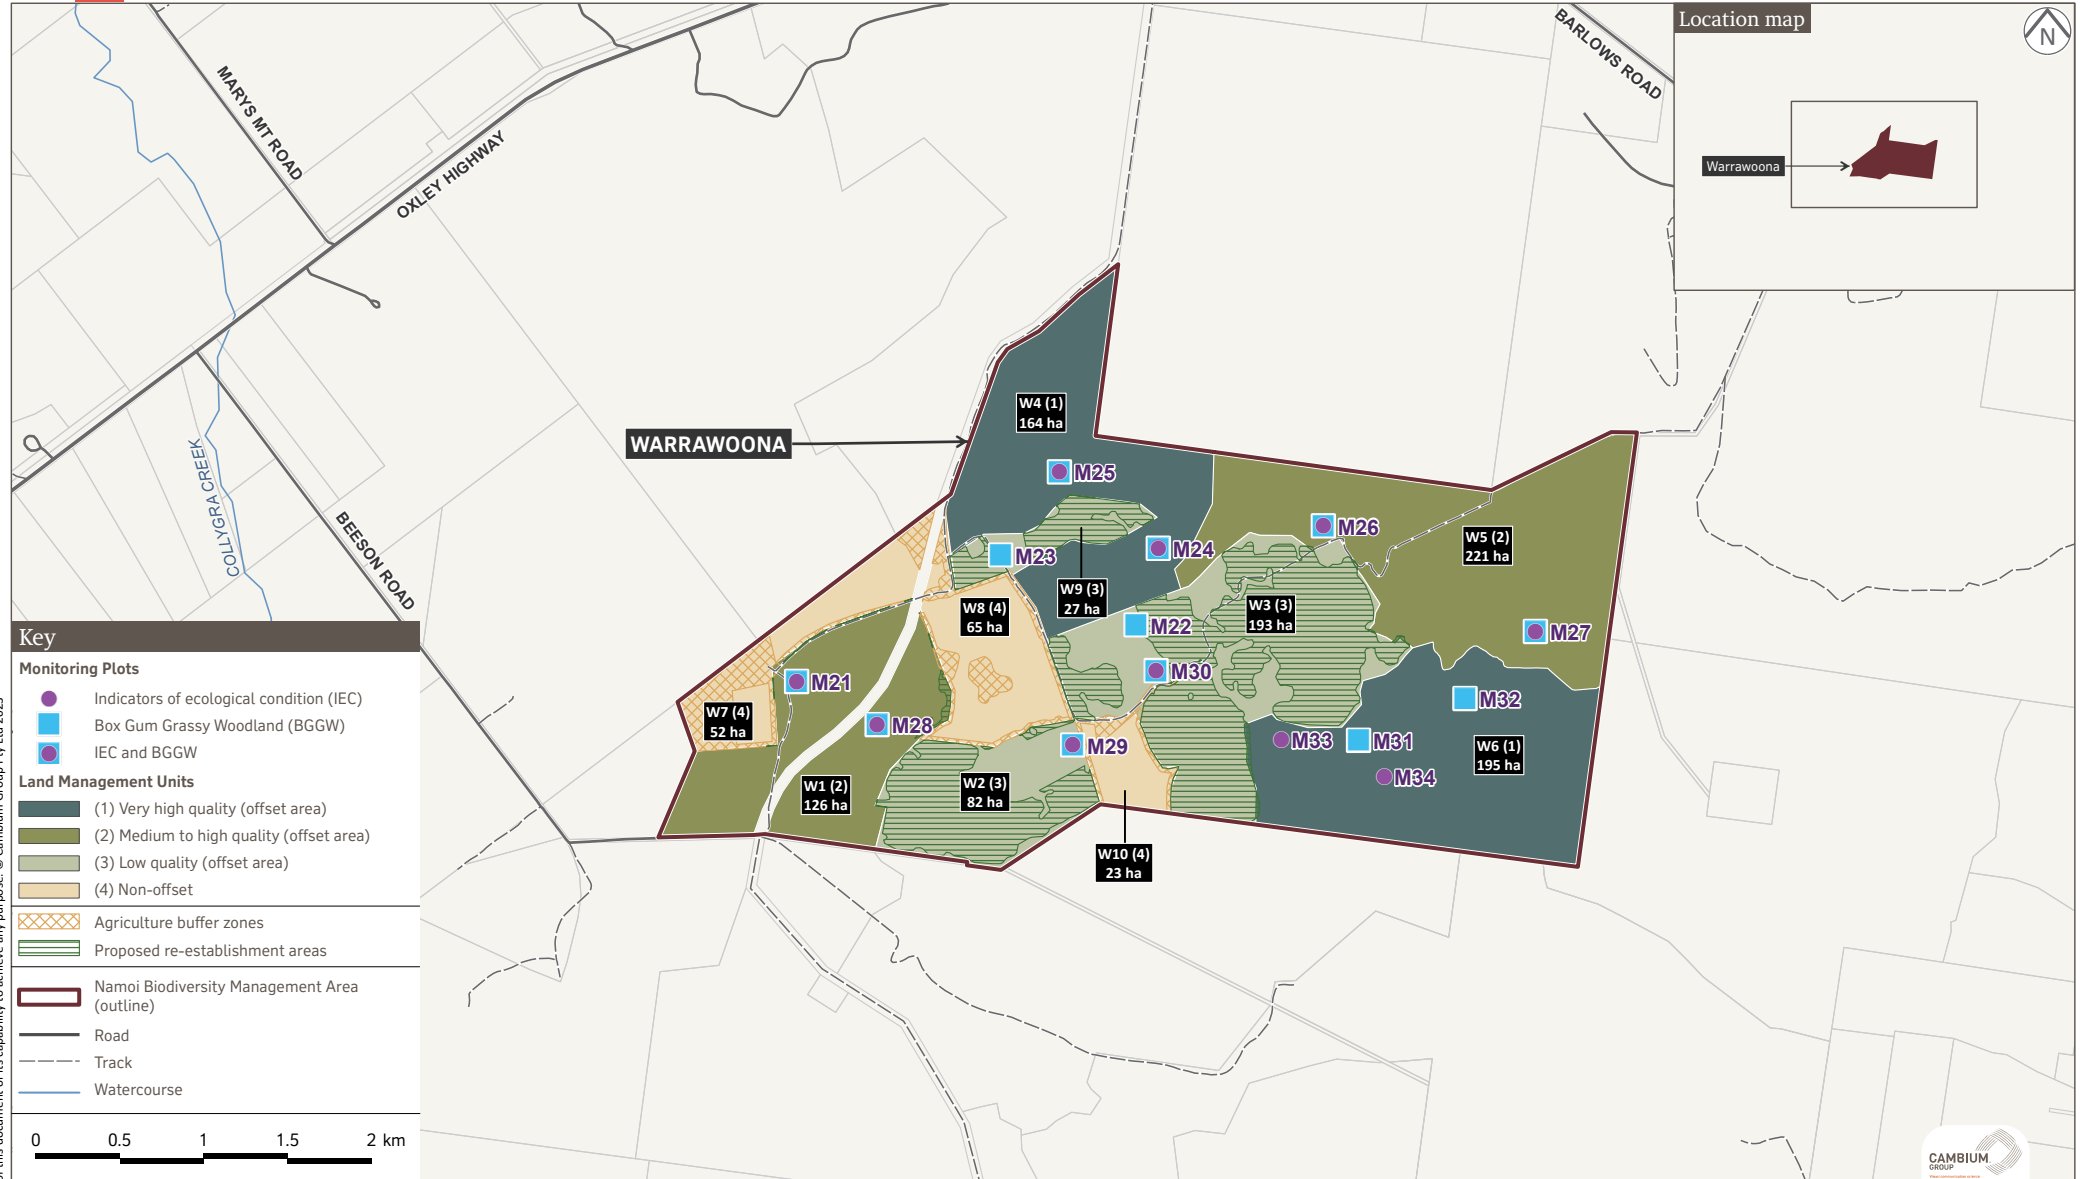 Location map
N
Warrawoona
BARLOWS ROAD
MARYS MT ROAD
OXLEY HIGHWAY
COLLYGRA CREEK
BEESON ROAD
WARRAWOONA
W4 (1)
164 ha
M25
M26
W5 (2)
221 ha
M23
M24
W9 (3)
27 ha
W8 (4)
65 ha
W3 (3)
193 ha
M22
M27
M30
M21
M32
W7 (4)
52 ha
M28
M29
M33
M31
W6 (1)
195 ha
M34
W1 (2)
126 ha
W2 (3)
82 ha
W10 (4)
23 ha
Key
Monitoring Plots
Indicators of ecological condition (IEC)
Box Gum Grassy Woodland (BGGW)
IEC and BGGW
Land Management Units
(1) Very high quality (offset area)
(2) Medium to high quality (offset area)
(3) Low quality (offset area)
(4) Non-offset
Agriculture buffer zones
Proposed re-establishment areas
Namoi Biodiversity Management Area
(outline)
Road
Track
Watercourse
0 0.5 1 1.5 2 km
CAMBIUM
GROUP